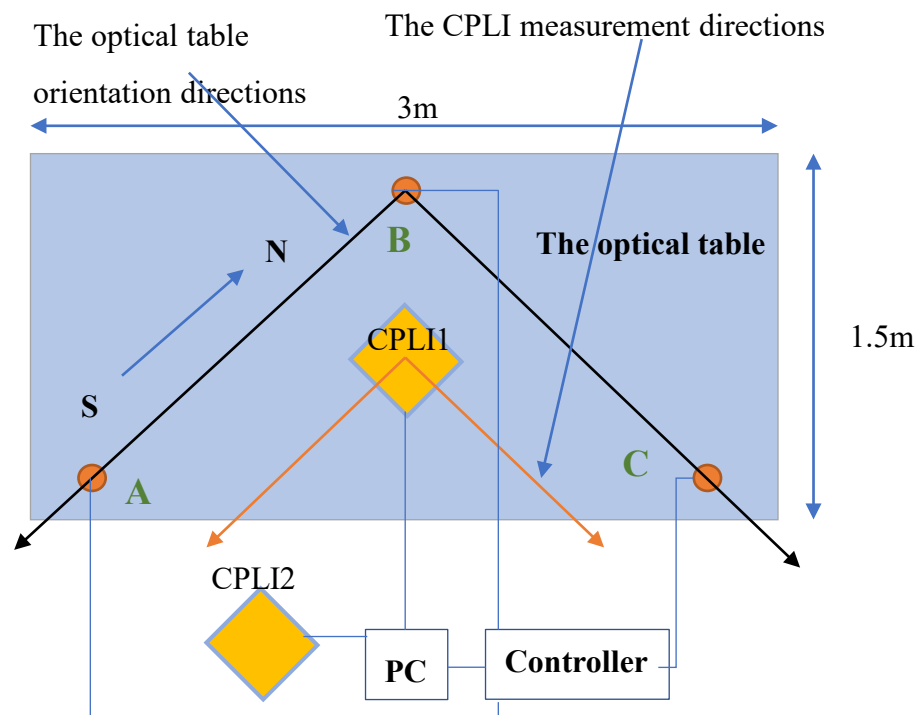 The optical table
orientation directions
The CPLI measurement directions
3m
B
The optical table
N
CPLI1
1.5m
S
A
C
CPLI2
PC
Controller